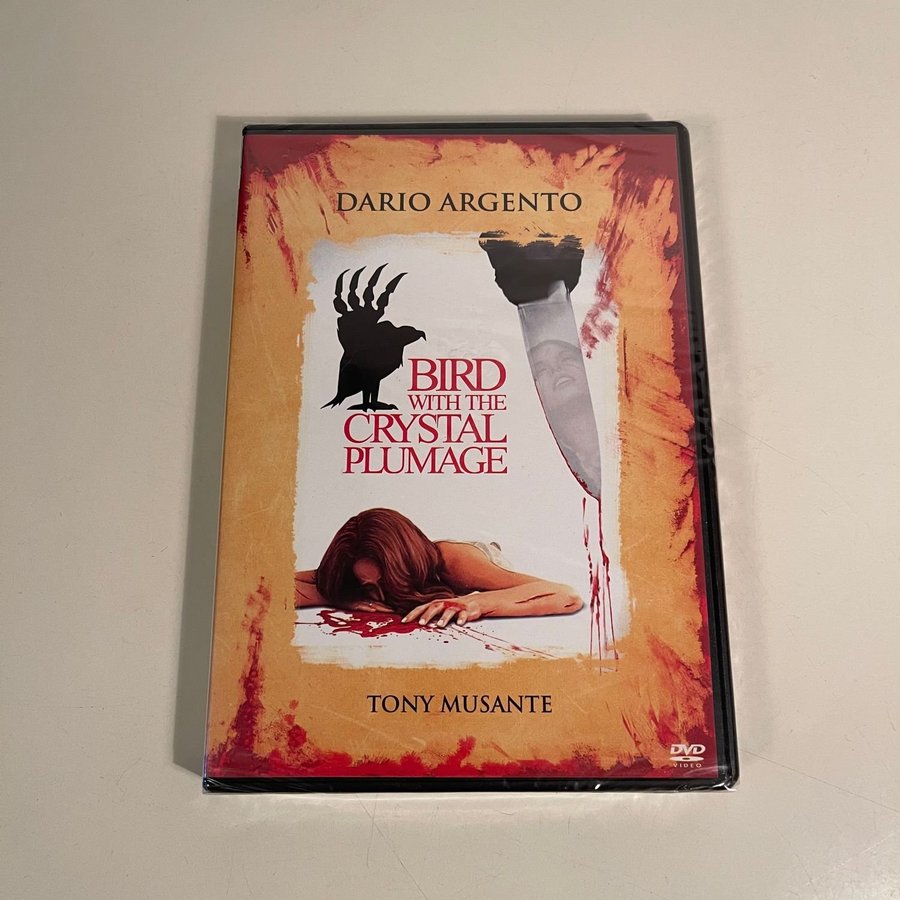 DARIO ARGENTO
BIRD
WITH THE
CRYSTAL
PLUMAGE
TONY MUSANTE
DVD
VIDEO